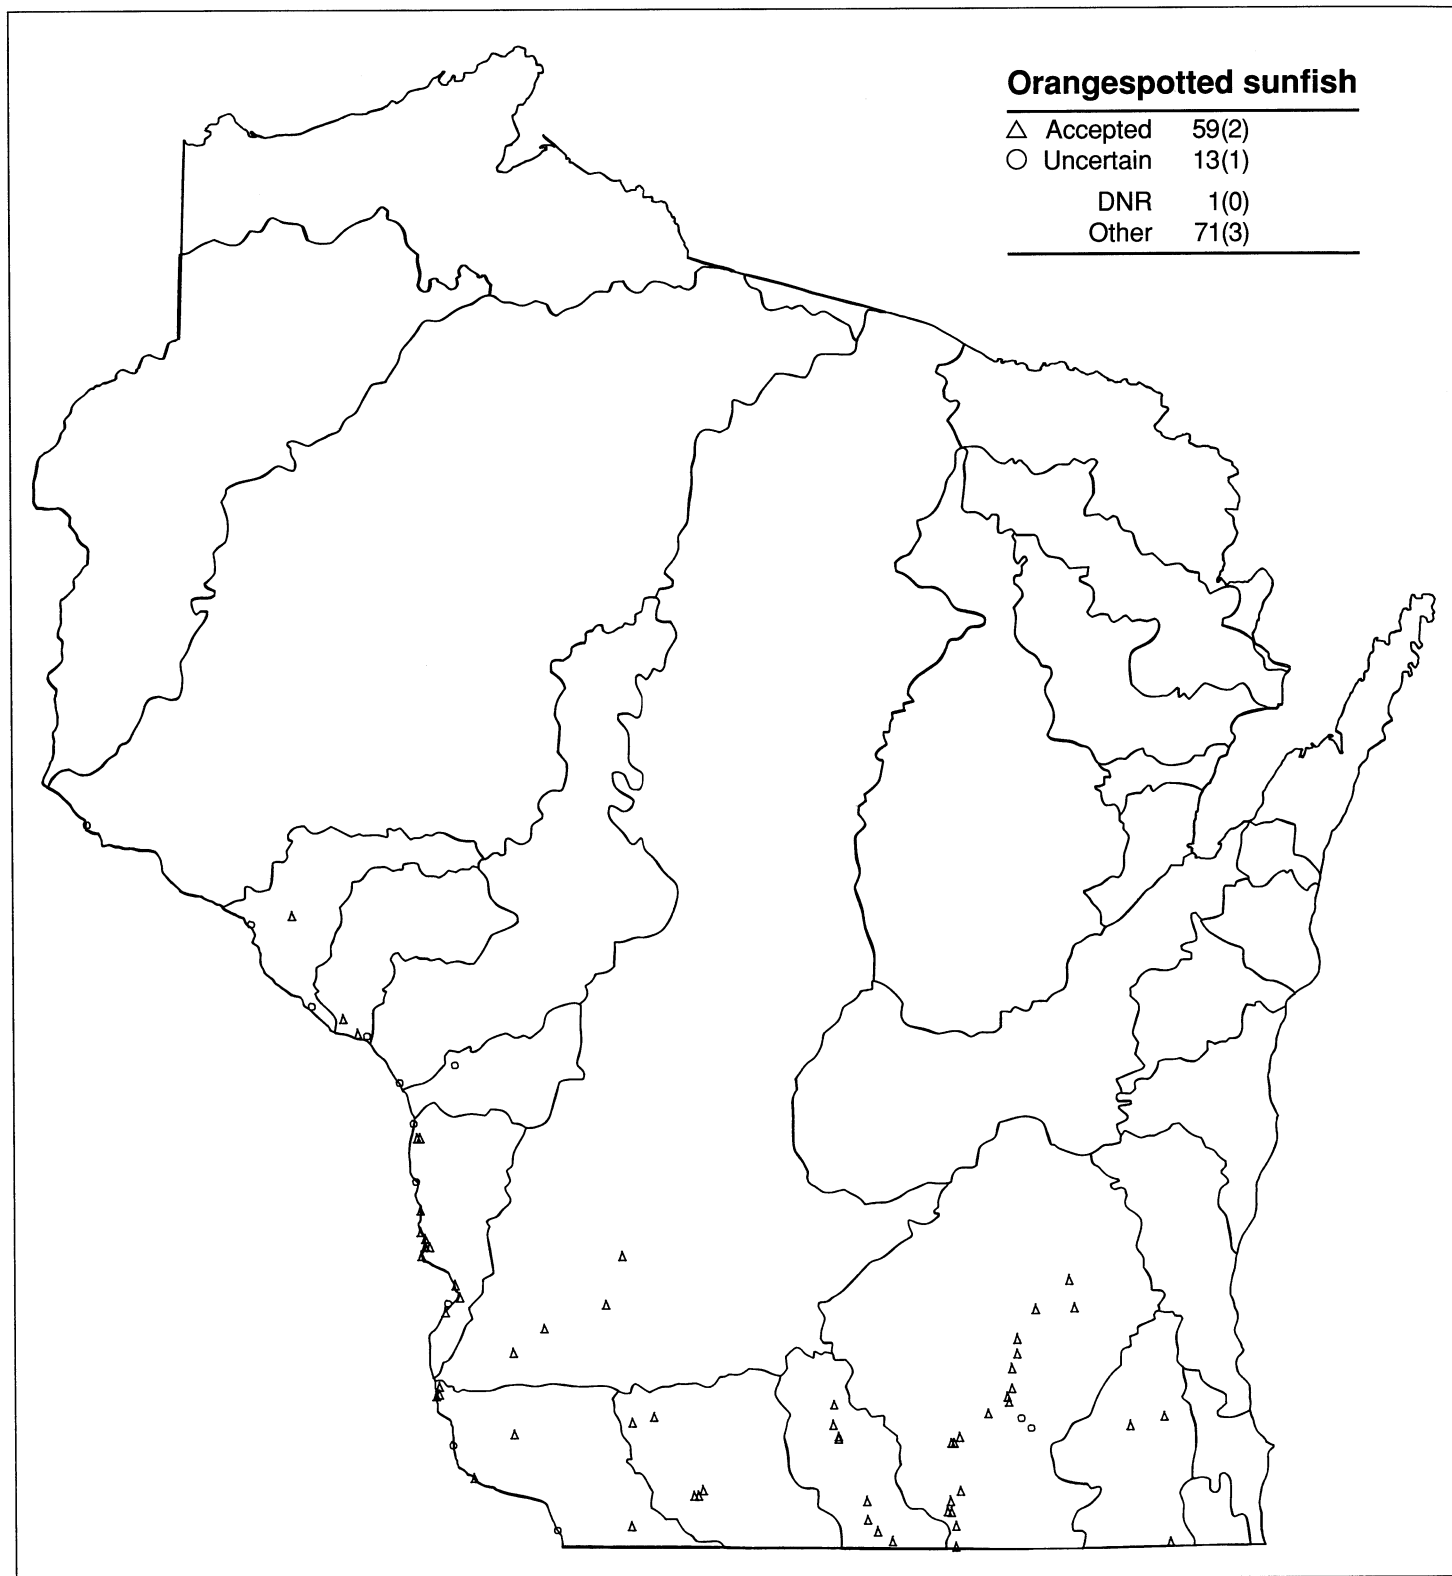 Orangespotted sunfish
△ Accepted 59(2)
○ Uncertain 13(1)
DNR 1(0)
Other 71(3)